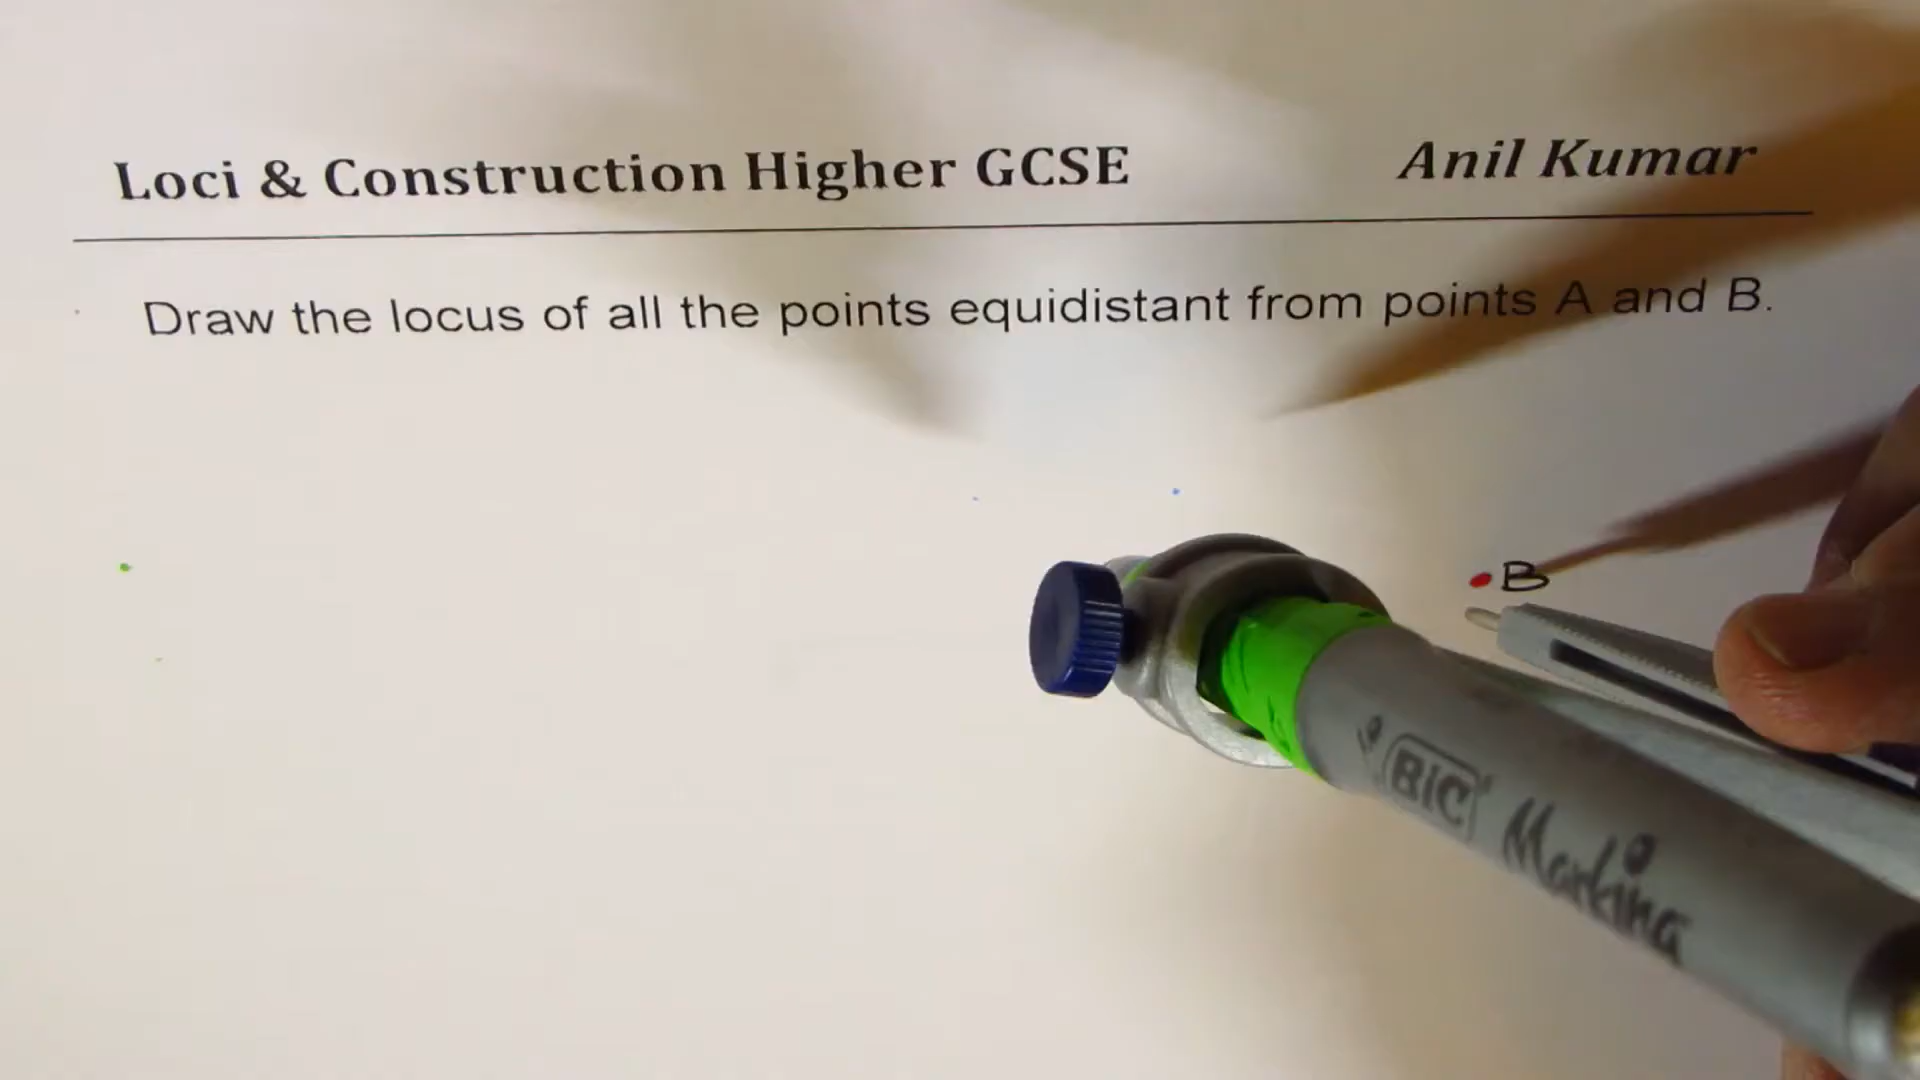 Loci & Construction Higher GCSE Anil Kumar
Draw the locus of all the points equidistant from points A and B.
B
BIC Marking